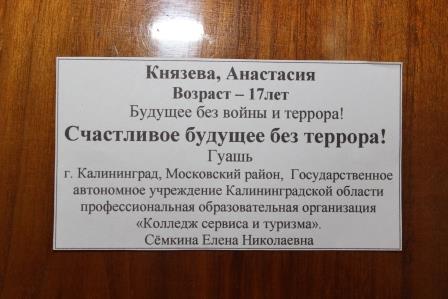 Князева, Анастасия
Возраст – 17лет
Будущее без войны и террора!
Счастливое будущее без террора!
Гуашь
г. Калининград, Московский район, Государственное
автономное учреждение Калининградской области
профессиональная образовательная организация
«Колледж сервиса и туризма».
Сёмкина Елена Николаевна